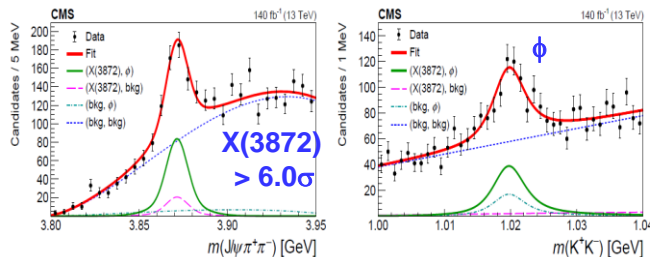 CMS 140 fb⁻¹ (13 TeV)
Candidates / 5 MeV
200
180
160
140
120
100
80
60
40
20
0
Data
Fit
(X(3872), ϕ)
(X(3872), bkg)
(bkg, ϕ)
(bkg, bkg)
X(3872)
> 6.0σ
3.80 3.85 3.90 3.95
m(J/ψπ⁺π⁻) [GeV]
CMS 140 fb⁻¹ (13 TeV)
Candidates / 1 MeV
180
160
140
120
100
80
60
40
20
Data
Fit
(X(3872), ϕ)
(X(3872), bkg)
(bkg, ϕ)
(bkg, bkg)
ϕ
1.00 1.01 1.02 1.03 1.04
m(K⁺K⁻) [GeV]